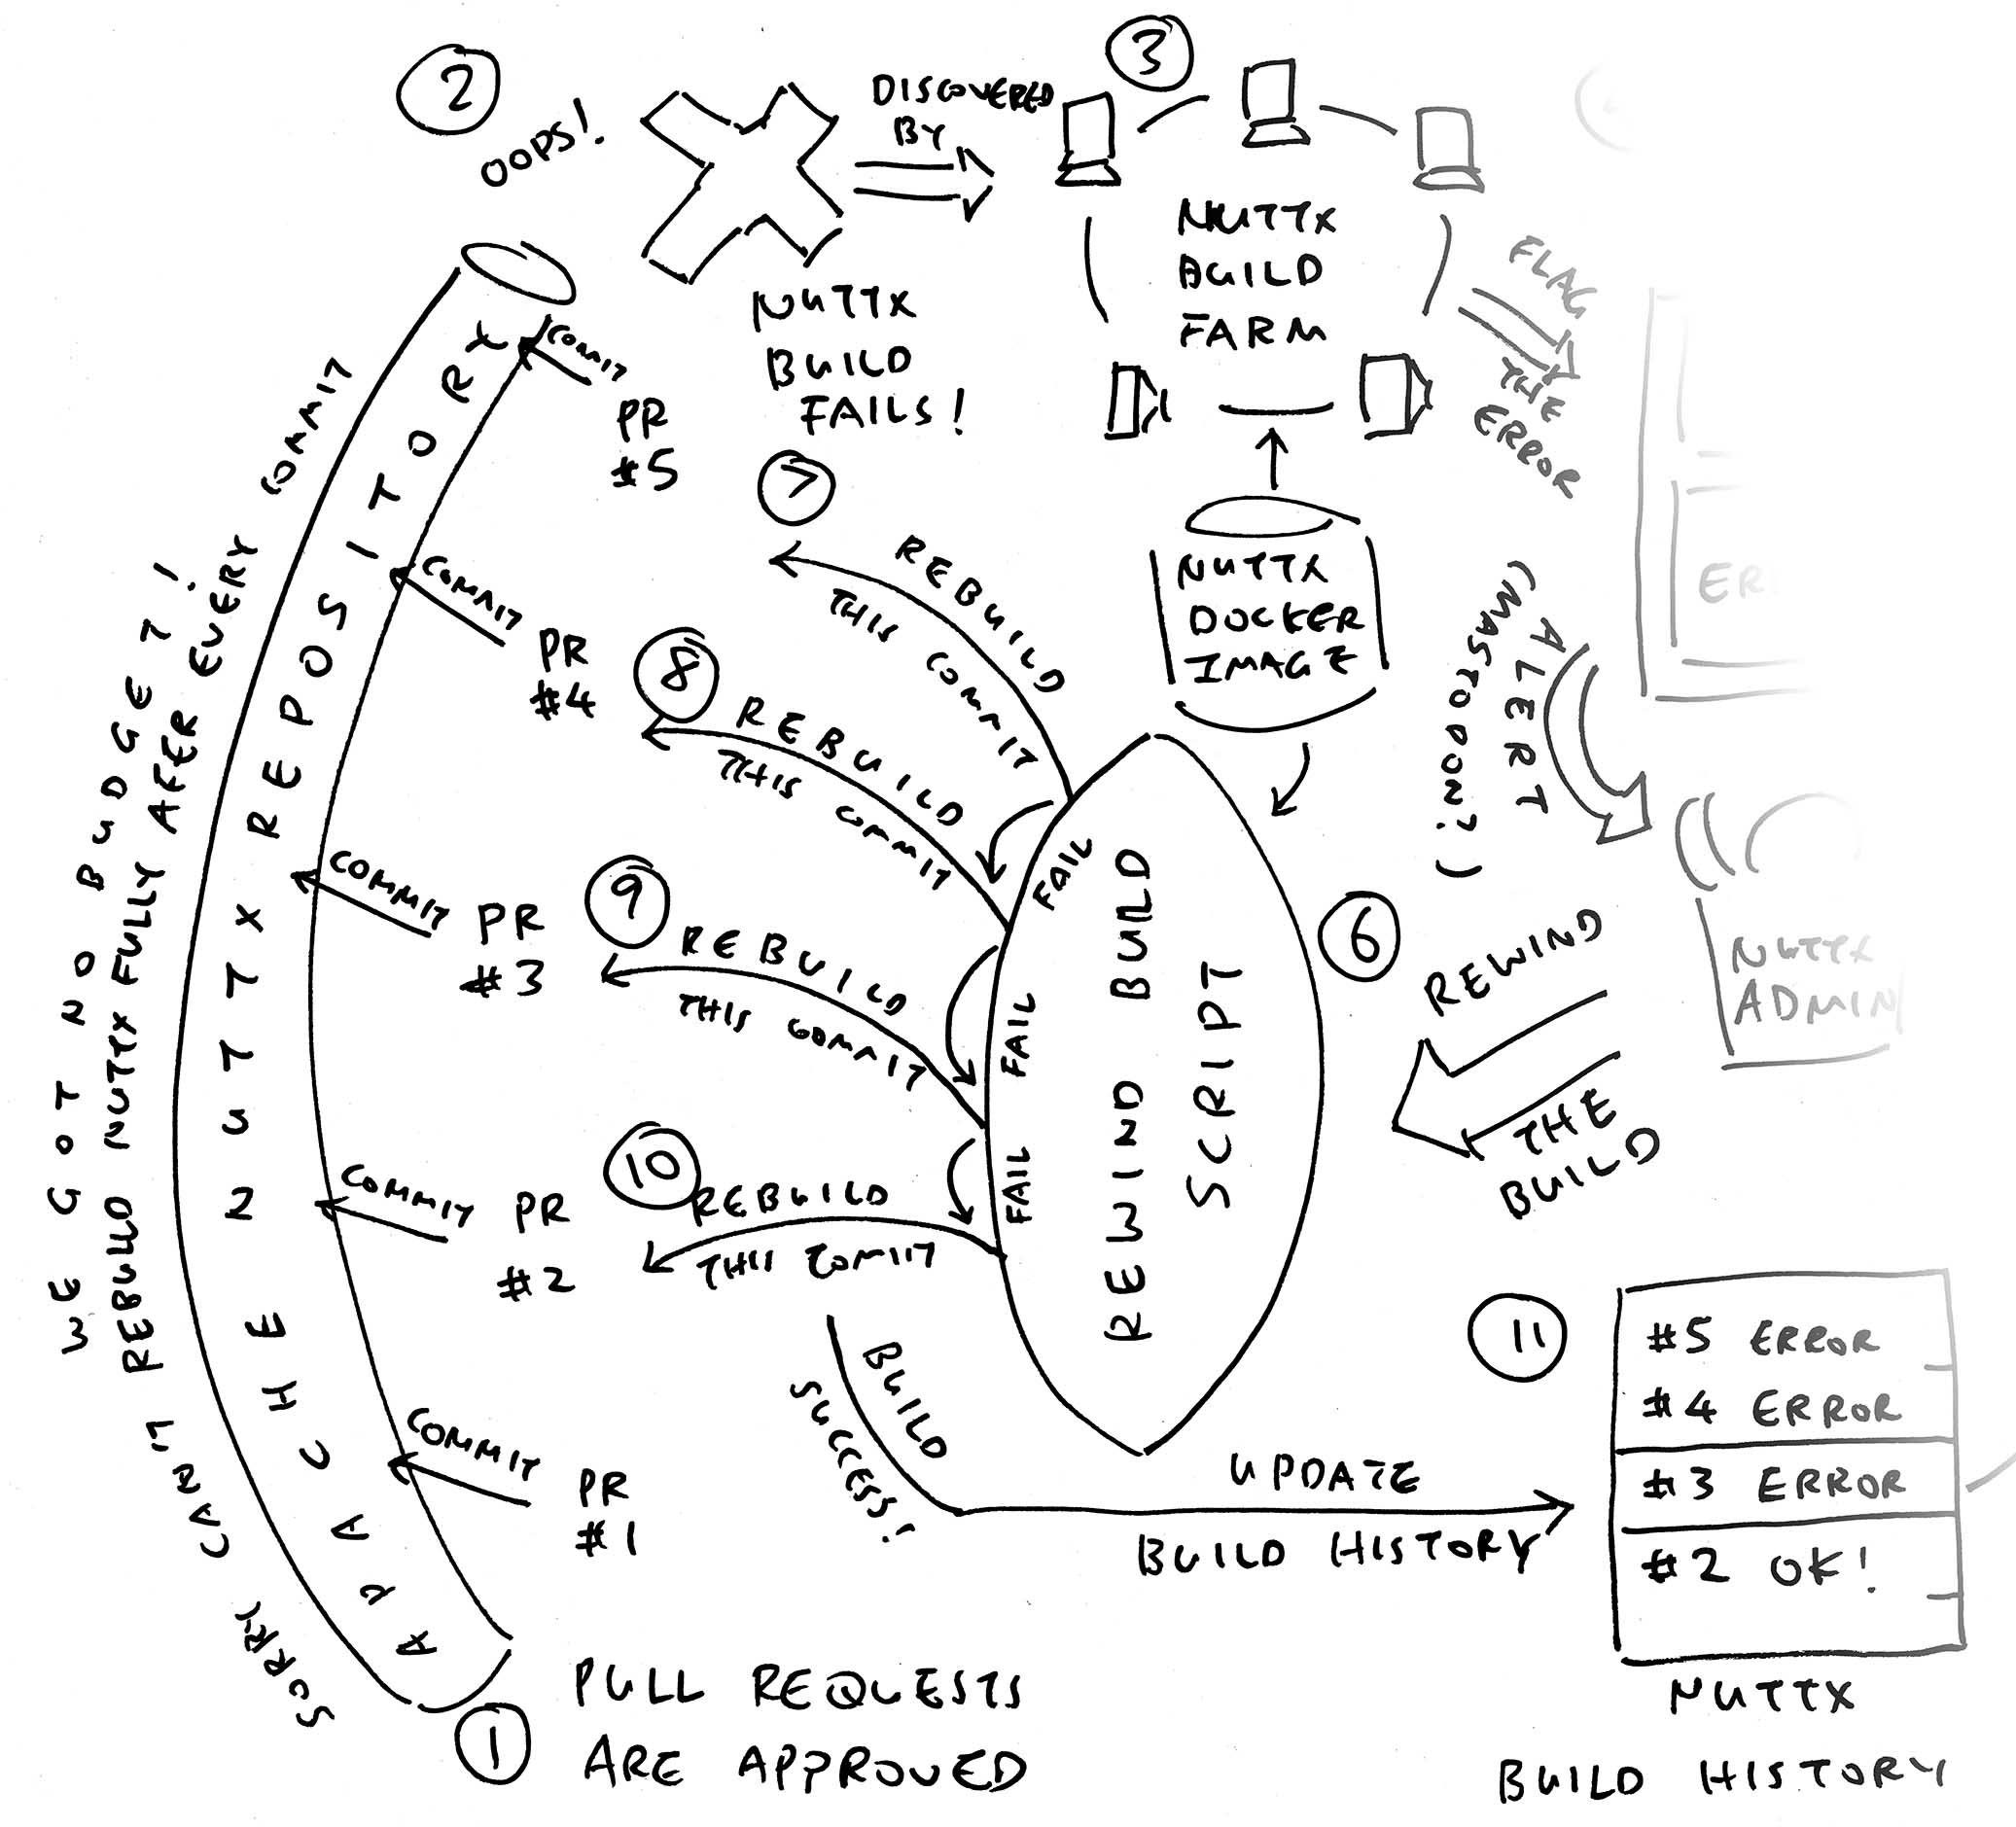 2
OOPS!
NUTTX
BUILD
FAILS!
DISCOVERED
BY
3
NUTTX
BUILD
FARM
FLAG
THE
ERROR
NUTTX
DOCKER
IMAGE
ALERT
(MASTODON?)
NUTTX
ADMIN
6
REWIND
THE
BUILD
REWIND BUILD
SCRIPT
7
REBUILD
THIS COMMIT
FAIL
8
REBUILD
THIS COMMIT
FAIL
9
REBUILD
THIS COMMIT
FAIL
10
REBUILD
THIS COMMIT
BUILD
SUCCESS!
UPDATE
BUILD HISTORY
11
#5 ERROR
#4 ERROR
#3 ERROR
#2 OK!
NUTTX
BUILD HISTORY
COMMIT
PR
#5
COMMIT
PR
#4
COMMIT
PR
#3
COMMIT
PR
#2
COMMIT
PR
#1
APACHE NUTTX REPOSITORY
SORRY CAN'T REBUILD NUTTX FULLY AFER EVERY COMMIT
WE GOT NO BUDGET!
1
PULL REQUESTS
ARE APPROVED